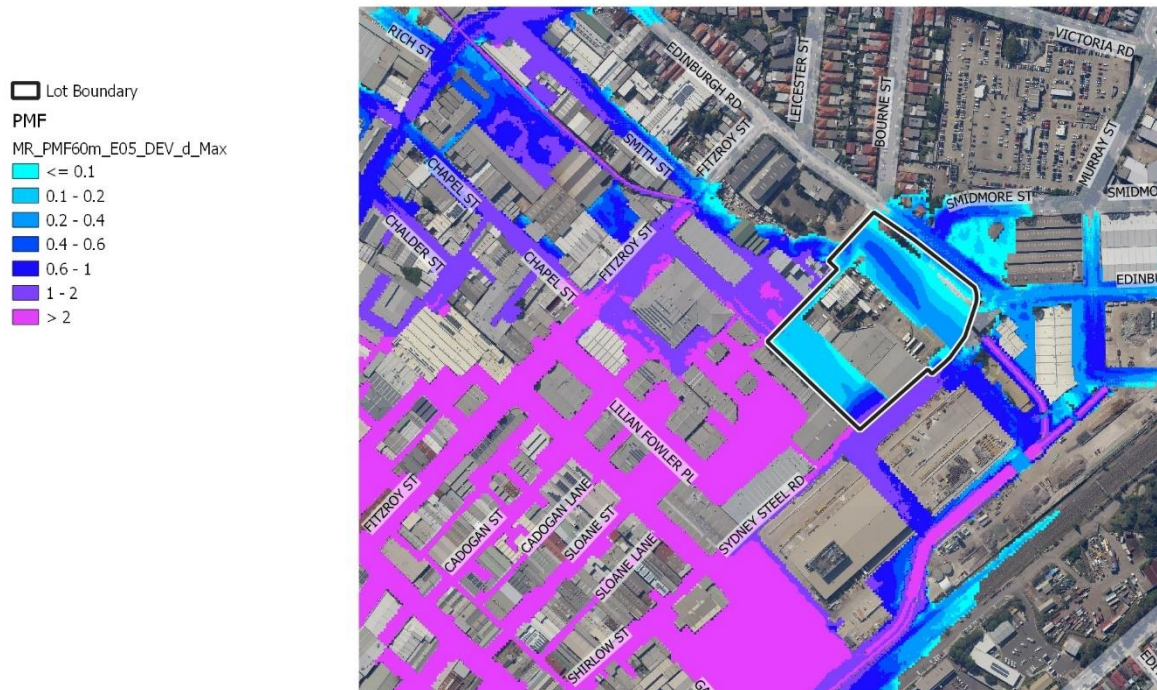 Lot Boundary
PMF
MR_PMF60m_E05_DEV_d_Max
<= 0.1
0.1 - 0.2
0.2 - 0.4
0.4 - 0.6
0.6 - 1
1 - 2
> 2
RICH ST
EDINBURGH RD
LEICESTER ST
BOURNE ST
VICTORIA RD
MURRAY ST
SMITH ST
FITZROY ST
CHAPEL ST
SMIDMORE ST
SMIDMO
CHALDER ST
CHAPEL ST
FITZROY ST
EDINBU
LILIAN FOWLER PL
FITZROY ST
CADOGAN ST
CADOGAN LANE
SLOANE ST
SYDNEY STEEL RD
SLOANE LANE
SHIRLOW ST
GA
EDI